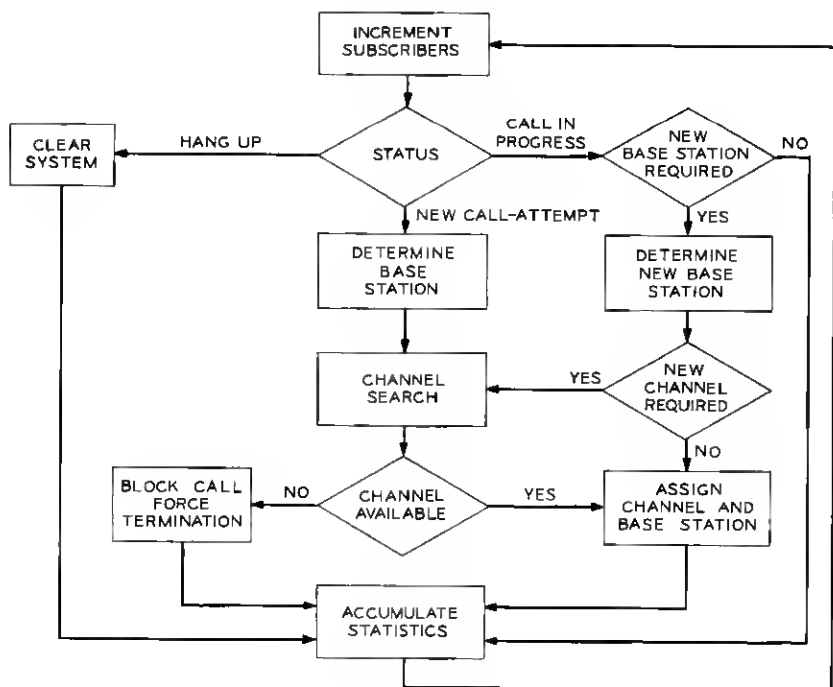 INCREMENT
SUBSCRIBERS
CLEAR
SYSTEM
HANG UP
STATUS
CALL IN
PROGRESS
NEW
BASE STATION
REQUIRED
NO
NEW CALL-ATTEMPT
YES
DETERMINE
BASE
STATION
DETERMINE
NEW BASE
STATION
CHANNEL
SEARCH
YES
NEW
CHANNEL
REQUIRED
NO
BLOCK CALL
FORCE
TERMINATION
NO
CHANNEL
AVAILABLE
YES
ASSIGN
CHANNEL AND
BASE STATION
ACCUMULATE
STATISTICS